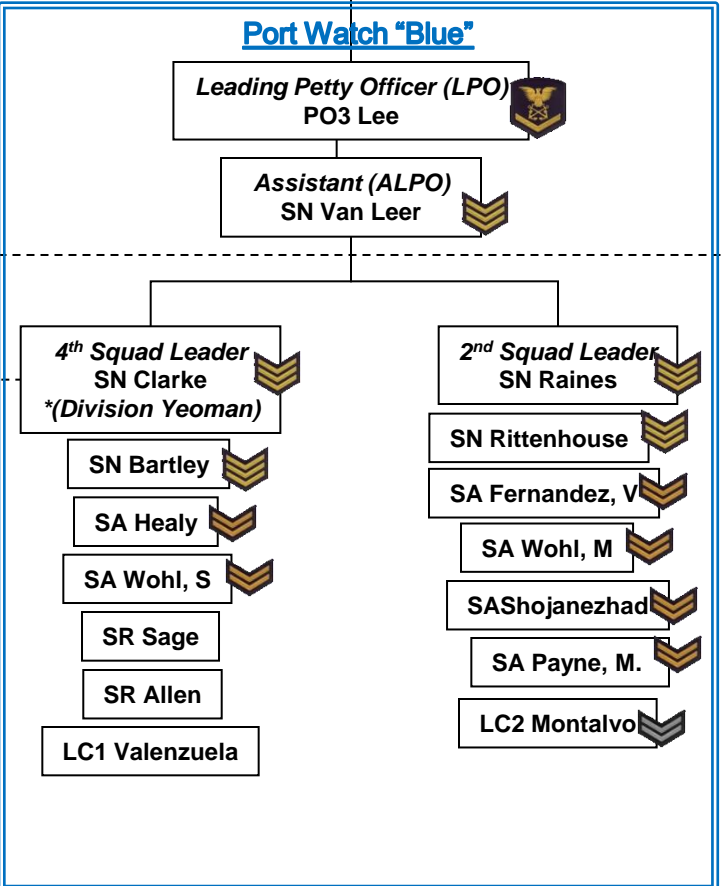 Port Watch “Blue”
Leading Petty Officer (LPO)
PO3 Lee
Assistant (ALPO)
SN Van Leer
4th Squad Leader
SN Clarke
*(Division Yeoman)
SN Bartley
SA Healy
SA Wohl, S
SR Sage
SR Allen
LC1 Valenzuela
2nd Squad Leader
SN Raines
SN Rittenhouse
SA Fernandez, V
SA Wohl, M
SAShojanezhad
SA Payne, M.
LC2 Montalvo